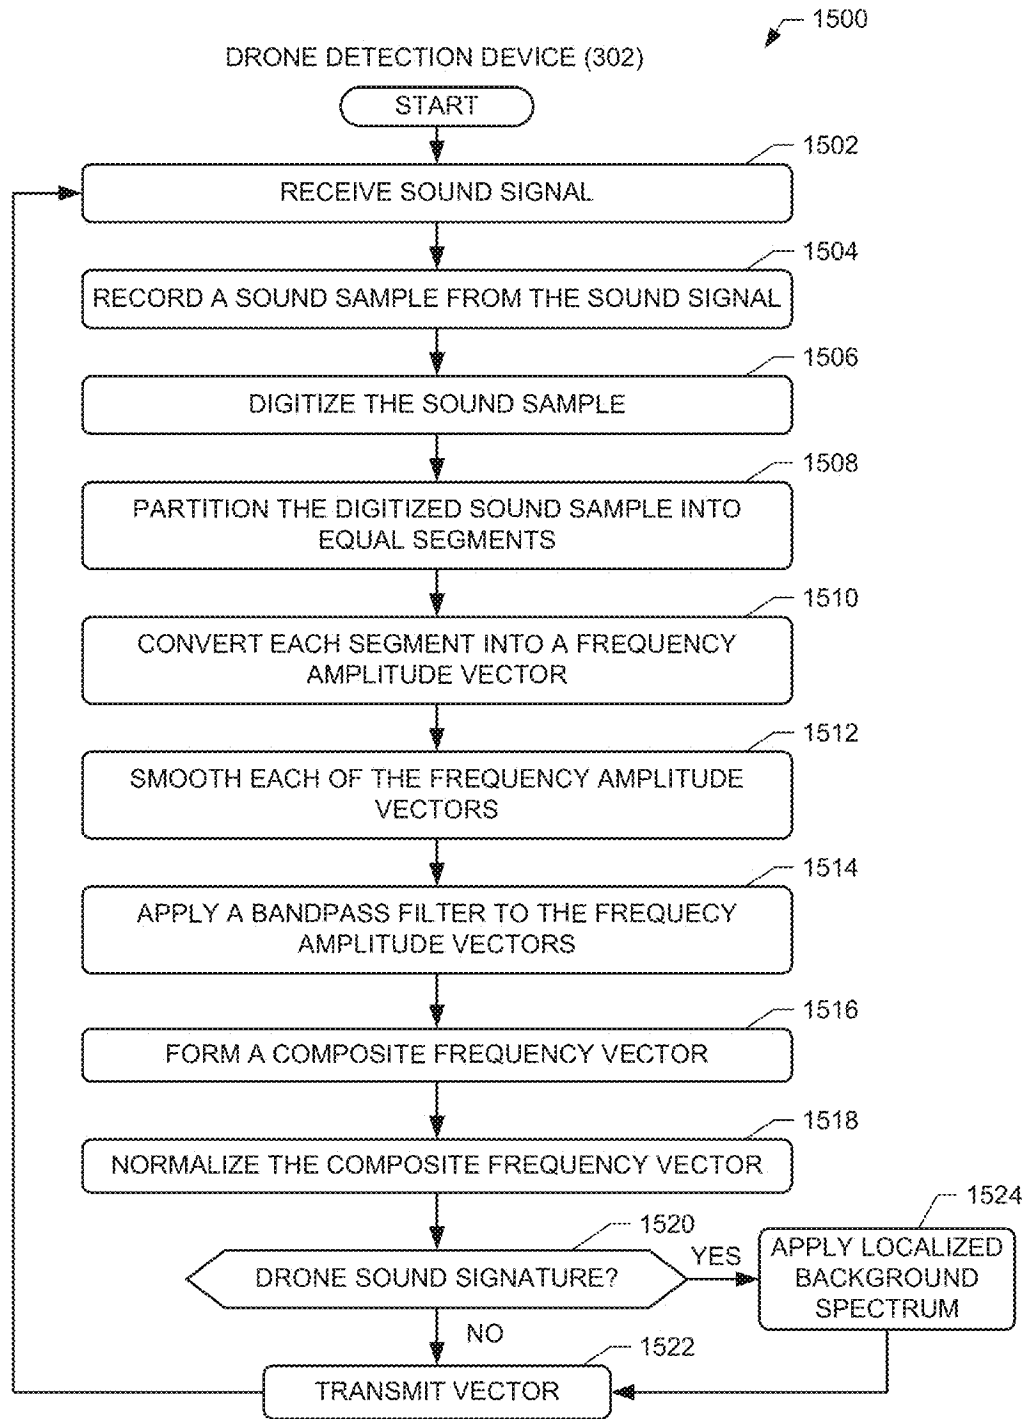 1500
DRONE DETECTION DEVICE (302)
START
1502
RECEIVE SOUND SIGNAL
1504
RECORD A SOUND SAMPLE FROM THE SOUND SIGNAL
1506
DIGITIZE THE SOUND SAMPLE
1508
PARTITION THE DIGITIZED SOUND SAMPLE INTO
EQUAL SEGMENTS
1510
CONVERT EACH SEGMENT INTO A FREQUENCY
AMPLITUDE VECTOR
1512
SMOOTH EACH OF THE FREQUENCY AMPLITUDE
VECTORS
1514
APPLY A BANDPASS FILTER TO THE FREQUECY
AMPLITUDE VECTORS
1516
FORM A COMPOSITE FREQUENCY VECTOR
1518
NORMALIZE THE COMPOSITE FREQUENCY VECTOR
1520
DRONE SOUND SIGNATURE?
YES
1524
APPLY LOCALIZED
BACKGROUND
SPECTRUM
NO
1522
TRANSMIT VECTOR